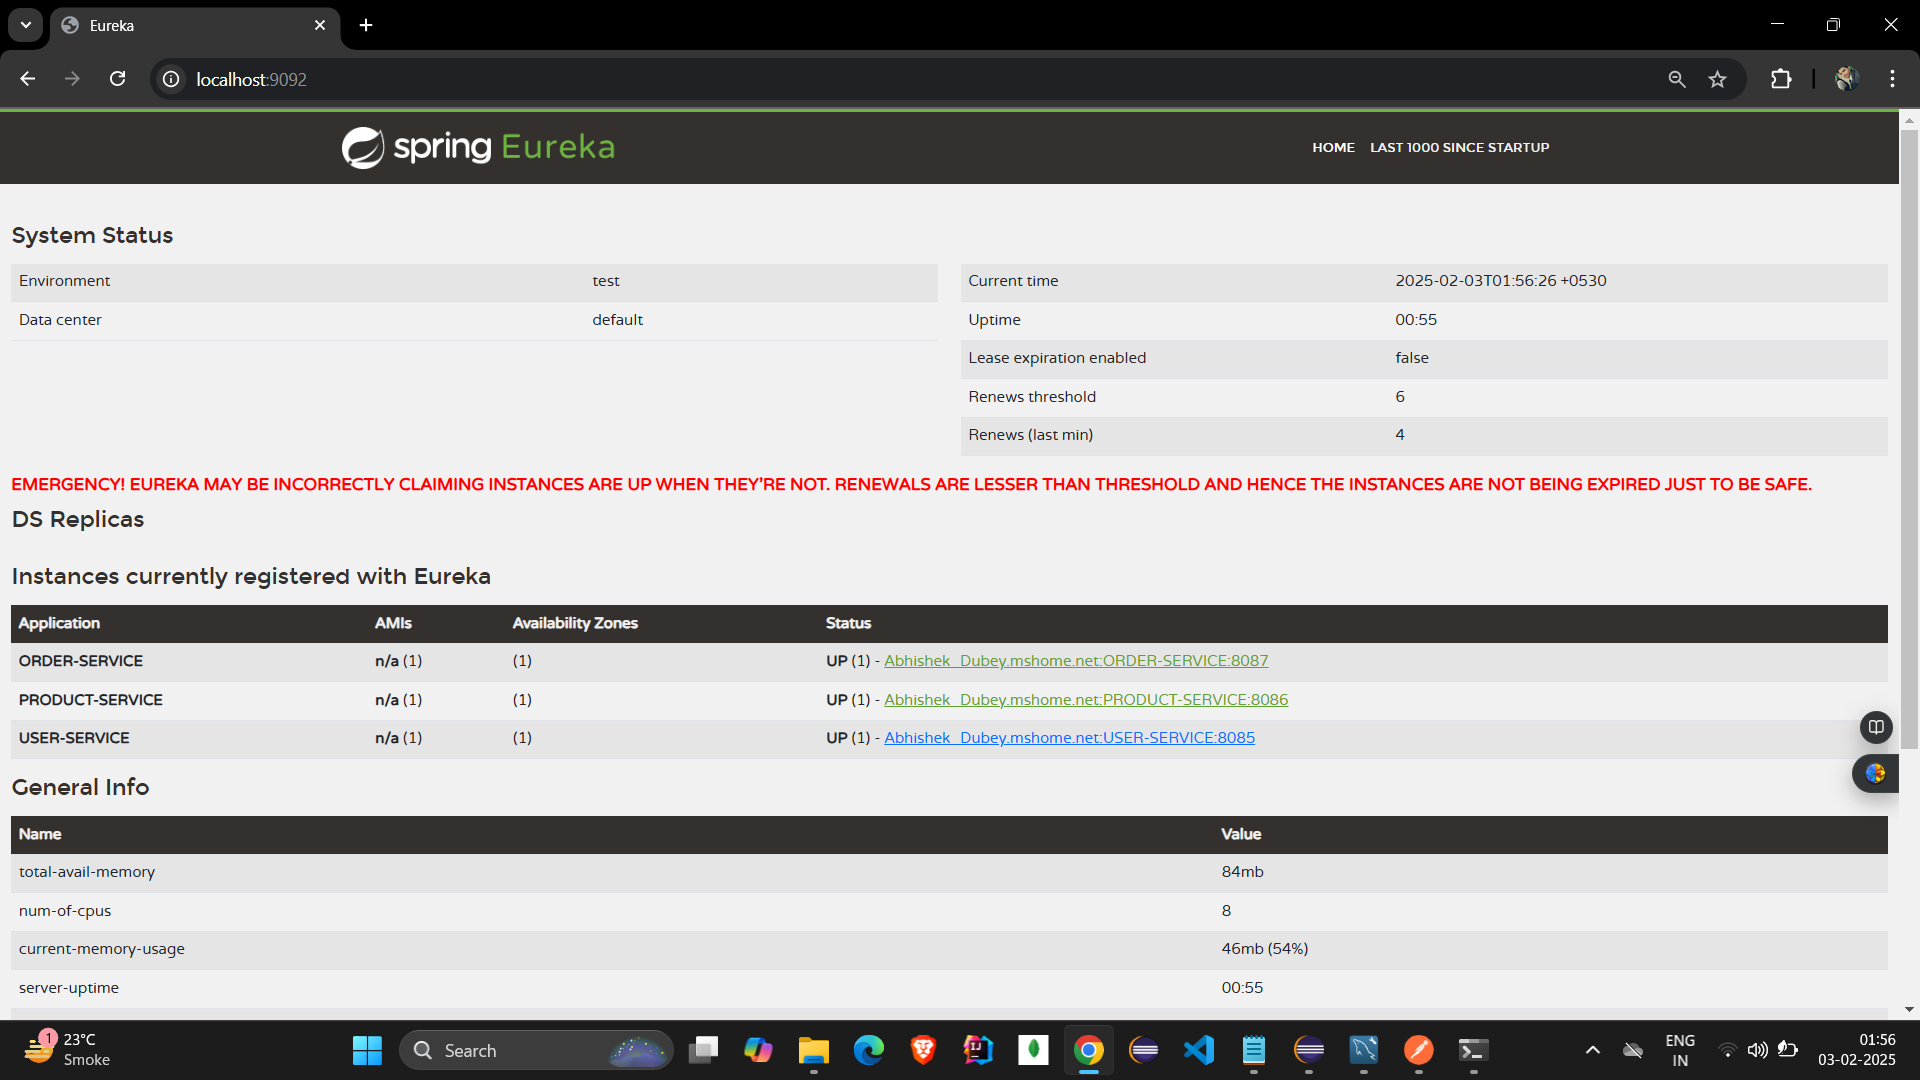 Eureka
localhost:9092
spring Eureka
HOME LAST 1000 SINCE STARTUP
System Status
Environment test
Data center default
Current time 2025-02-03T01:56:26 +0530
Uptime 00:55
Lease expiration enabled false
Renews threshold 6
Renews (last min) 4
EMERGENCY! EUREKA MAY BE INCORRECTLY CLAIMING INSTANCES ARE UP WHEN THEY'RE NOT. RENEWALS ARE LESSER THAN THRESHOLD AND HENCE THE INSTANCES ARE NOT BEING EXPIRED JUST TO BE SAFE.
DS Replicas
Instances currently registered with Eureka
Application AMIs Availability Zones Status
ORDER-SERVICE n/a (1) (1) UP (1) - Abhishek_Dubey.mshome.net:ORDER-SERVICE:8087
PRODUCT-SERVICE n/a (1) (1) UP (1) - Abhishek_Dubey.mshome.net:PRODUCT-SERVICE:8086
USER-SERVICE n/a (1) (1) UP (1) - Abhishek_Dubey.mshome.net:USER-SERVICE:8085
General Info
Name Value
total-avail-memory 84mb
num-of-cpus 8
current-memory-usage 46mb (54%)
server-uptime 00:55
1
23°C
Smoke
Search
IJ
ENG
IN
01:56
03-02-2025